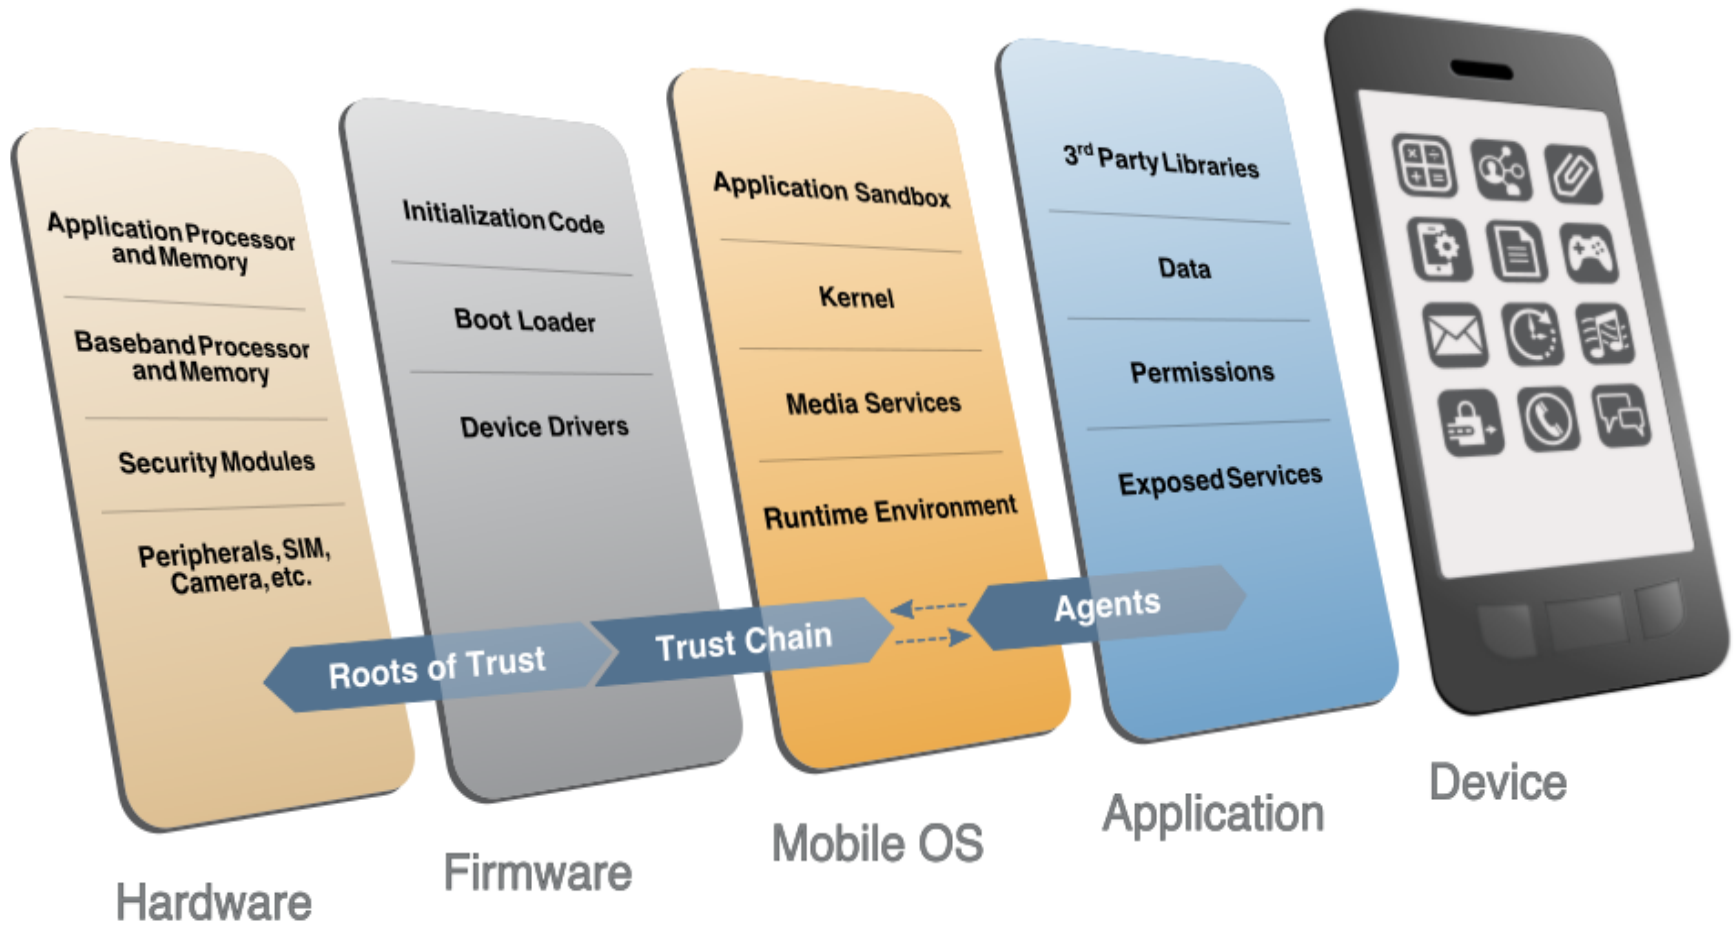 Application Processor
and Memory
Baseband Processor
and Memory
Security Modules
Peripherals, SIM,
Camera, etc.
Hardware
Initialization Code
Boot Loader
Device Drivers
Firmware
Application Sandbox
Kernel
Media Services
Runtime Environment
Mobile OS
3rd Party Libraries
Data
Permissions
Exposed Services
Application
Roots of Trust
Trust Chain
Agents
Device